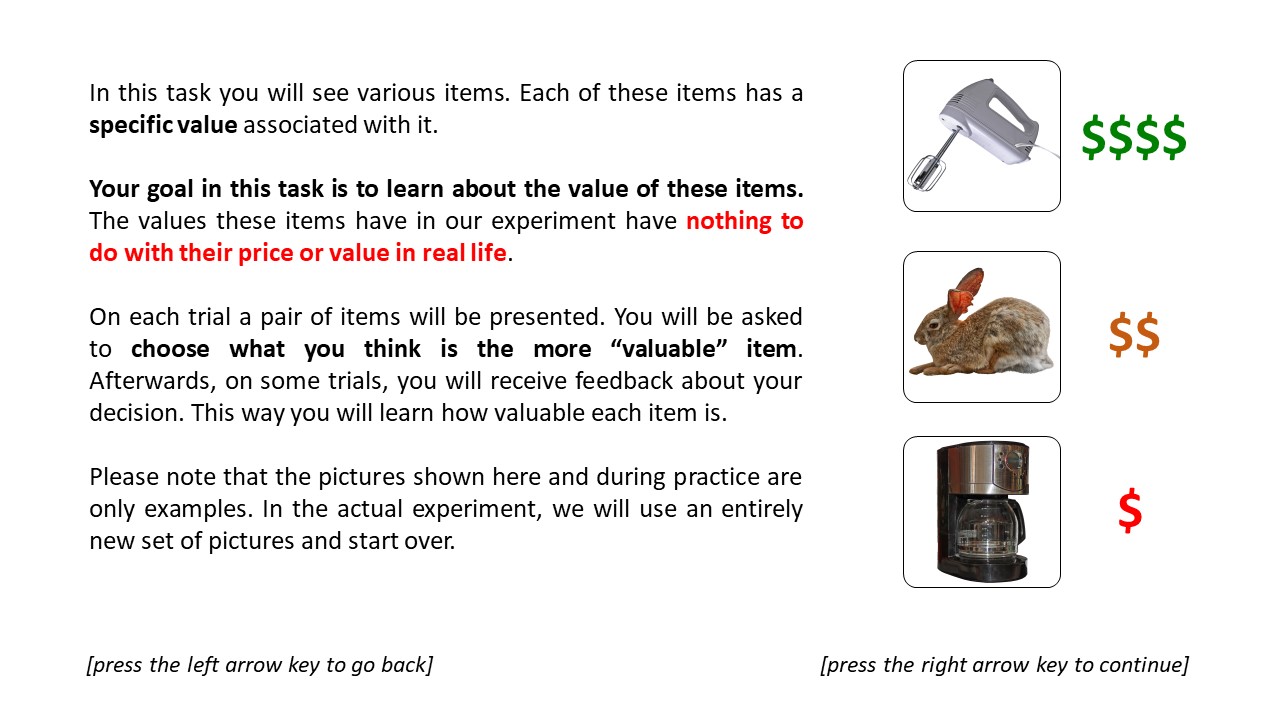 In this task you will see various items. Each of these items has a
specific value associated with it.
Your goal in this task is to learn about the value of these items.
The values these items have in our experiment have nothing to
do with their price or value in real life.
On each trial a pair of items will be presented. You will be asked
to choose what you think is the more “valuable” item.
Afterwards, on some trials, you will receive feedback about your
decision. This way you will learn how valuable each item is.
Please note that the pictures shown here and during practice are
only examples. In the actual experiment, we will use an entirely
new set of pictures and start over.
$$$$
$$
$
[press the left arrow key to go back]
[press the right arrow key to continue]